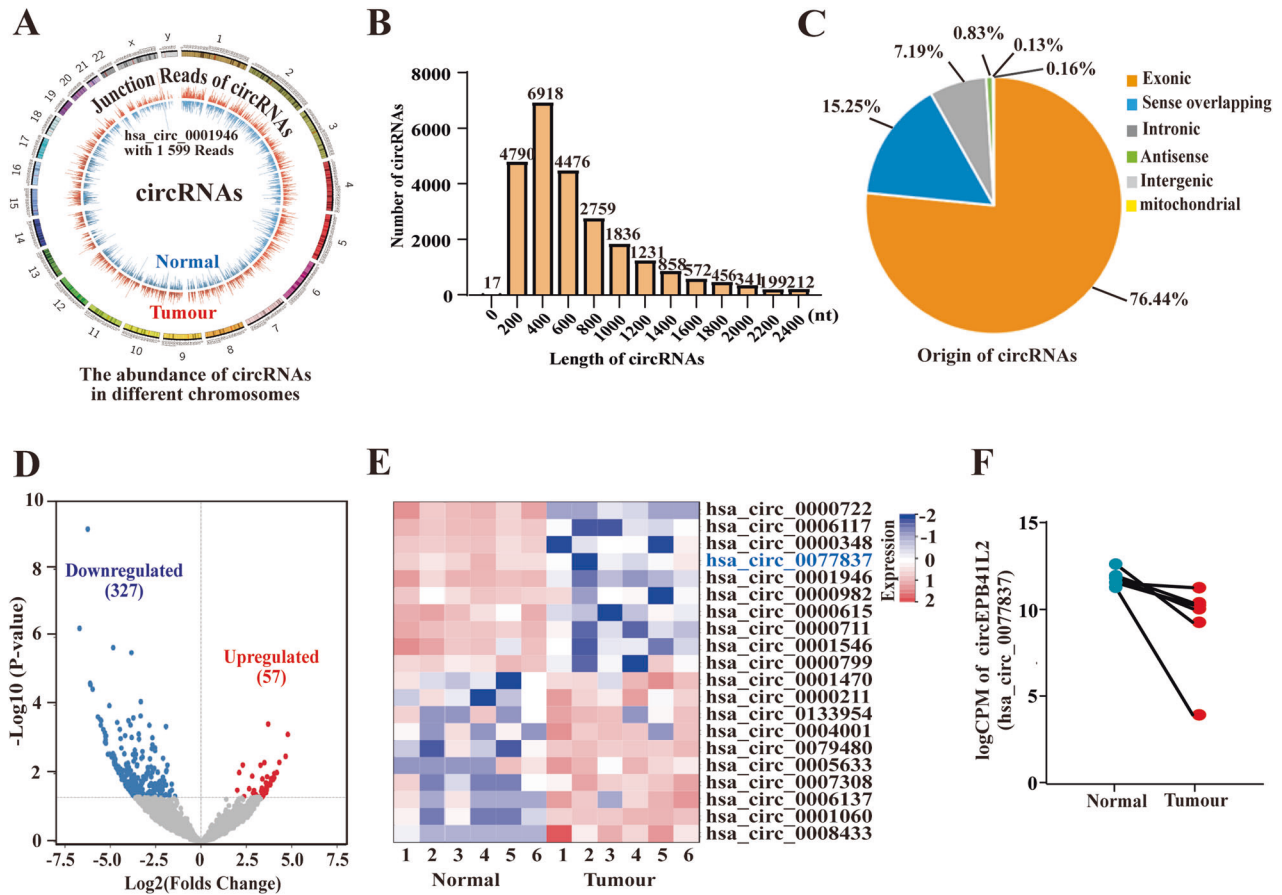 A
x
y
1
2
3
4
5
6
7
8
9
10
11
12
13
14
15
16
17
18
19
20
21
22
Junction Reads of circRNAs
hsa_circ_0001946
with 1 599 Reads
circRNAs
Normal
Tumour
The abundance of circRNAs
in different chromosomes
B
Number of circRNAs
8000
6000
4000
2000
0
17
4790
6918
4476
2759
1836
1231
858
572
456
341
199
212
0
200
400
600
800
1000
1200
1400
1600
1800
2000
2200
2400
(nt)
Length of circRNAs
C
0.83%
0.13%
0.16%
7.19%
15.25%
76.44%
Exonic
Sense overlapping
Intronic
Antisense
Intergenic
mitochondrial
Origin of circRNAs
D
-Log10 (P-value)
10
8
6
4
2
0
Downregulated
(327)
Upregulated
(57)
-7.5
-5.0
-2.5
0
2.5
5.0
7.5
Log2(Folds Change)
E
hsa_circ_0000722
hsa_circ_0006117
hsa_circ_0000348
hsa_circ_0077837
hsa_circ_0001946
hsa_circ_0000982
hsa_circ_0000615
hsa_circ_0000711
hsa_circ_0001546
hsa_circ_0000799
hsa_circ_0001470
hsa_circ_0000211
hsa_circ_0133954
hsa_circ_0004001
hsa_circ_0079480
hsa_circ_0005633
hsa_circ_0007308
hsa_circ_0006137
hsa_circ_0001060
hsa_circ_0008433
Expression
-2
-1
0
1
2
1 2 3 4 5 6 1 2 3 4 5 6
Normal Tumour
F
logCPM of circEPB41L2
(hsa_circ_0077837)
15
10
5
0
Normal Tumour